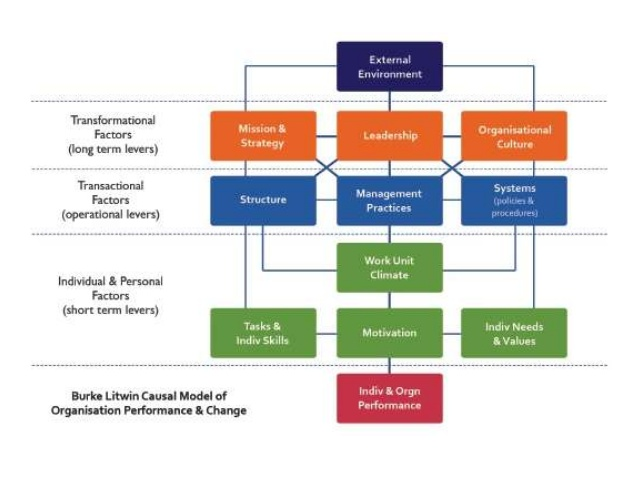 External
Environment
Transformational
Factors
(long term levers)
Mission &
Strategy
Leadership
Organisational
Culture
Transactional
Factors
(operational levers)
Structure
Management
Practices
Systems
(policies &
procedures)
Individual & Personal
Factors
(short term levers)
Work Unit
Climate
Tasks &
Indiv Skills
Motivation
Indiv Needs
& Values
Burke Litwin Causal Model of
Organisation Performance & Change
Indiv & Orgn
Performance